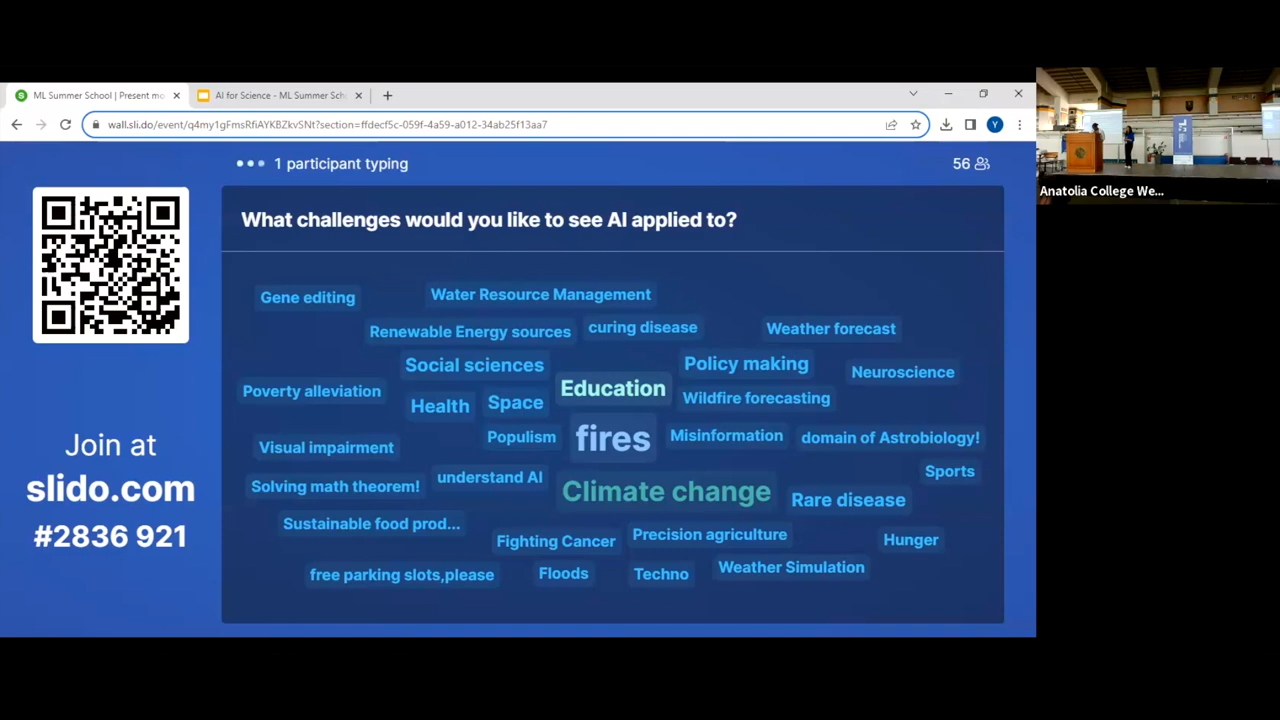 ML Summer School | Present mo
AI for Science - ML Summer Scho
wall.sli.do/event/q4my1gFmsRfiAYKBZkvSNt?section=ffdecf5c-059f-4a59-a012-34ab25f13aa7
Y
1 participant typing
56
What challenges would you like to see AI applied to?
Gene editing
Water Resource Management
Renewable Energy sources
curing disease
Weather forecast
Social sciences
Policy making
Neuroscience
Poverty alleviation
Education
Health
Space
Wildfire forecasting
Populism
fires
Misinformation
domain of Astrobiology!
Visual impairment
Sports
Solving math theorem!
understand AI
Climate change
Rare disease
Sustainable food prod...
Fighting Cancer
Precision agriculture
Hunger
free parking slots,please
Floods
Techno
Weather Simulation
Join at
slido.com
#2836 921
Anatolia College We...